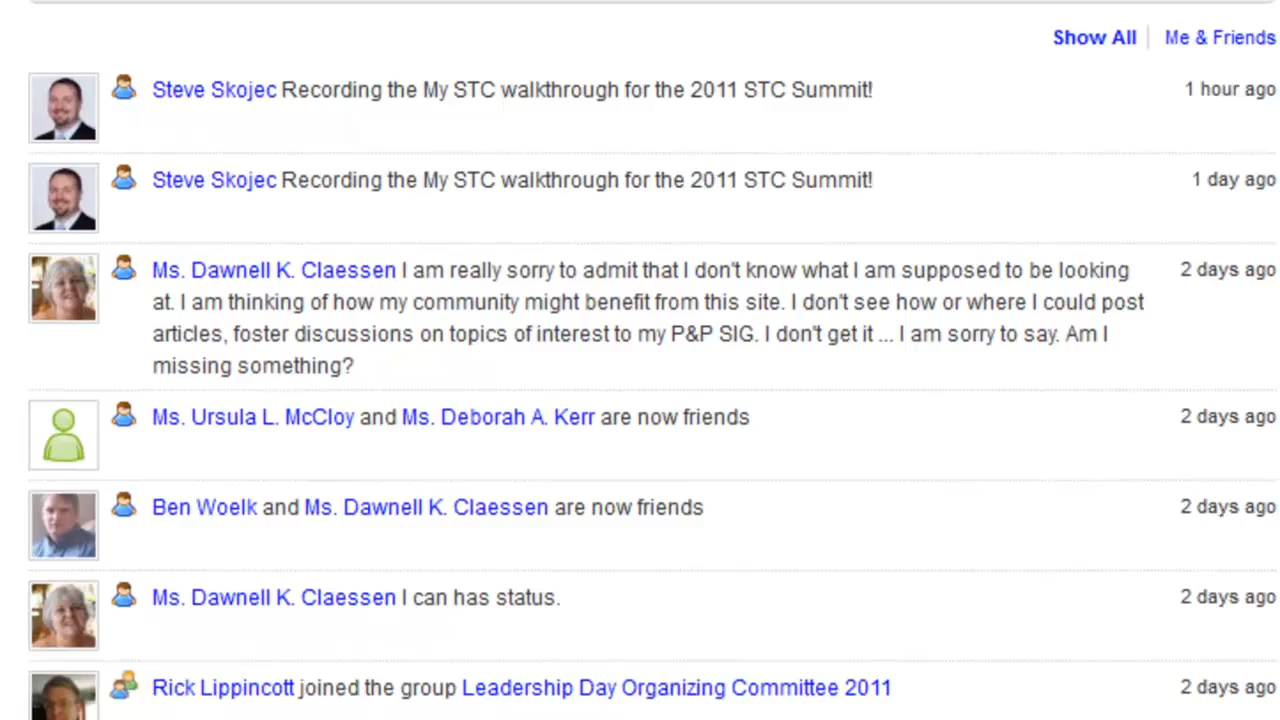 Show All Me & Friends
Steve Skojec Recording the My STC walkthrough for the 2011 STC Summit! 1 hour ago
Steve Skojec Recording the My STC walkthrough for the 2011 STC Summit! 1 day ago
Ms. Dawnell K. Claessen I am really sorry to admit that I don't know what I am supposed to be looking 2 days ago
at. I am thinking of how my community might benefit from this site. I don't see how or where I could post
articles, foster discussions on topics of interest to my P&P SIG. I don't get it ... I am sorry to say. Am I
missing something?
Ms. Ursula L. McCloy and Ms. Deborah A. Kerr are now friends 2 days ago
Ben Woelk and Ms. Dawnell K. Claessen are now friends 2 days ago
Ms. Dawnell K. Claessen I can has status. 2 days ago
Rick Lippincott joined the group Leadership Day Organizing Committee 2011 2 days ago